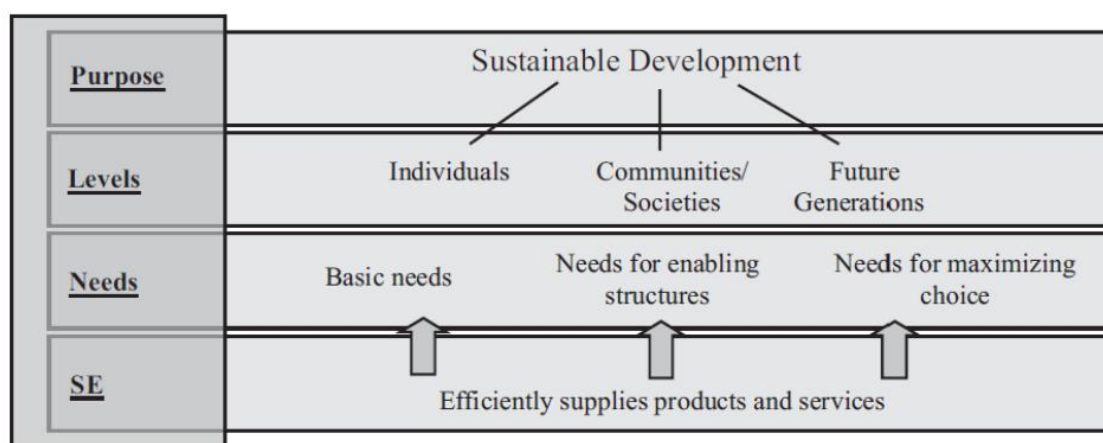 Purpose
Sustainable Development
Levels
Individuals
Communities/
Societies
Future
Generations
Needs
Basic needs
Needs for enabling
structures
Needs for maximizing
choice
SE
Efficiently supplies products and services